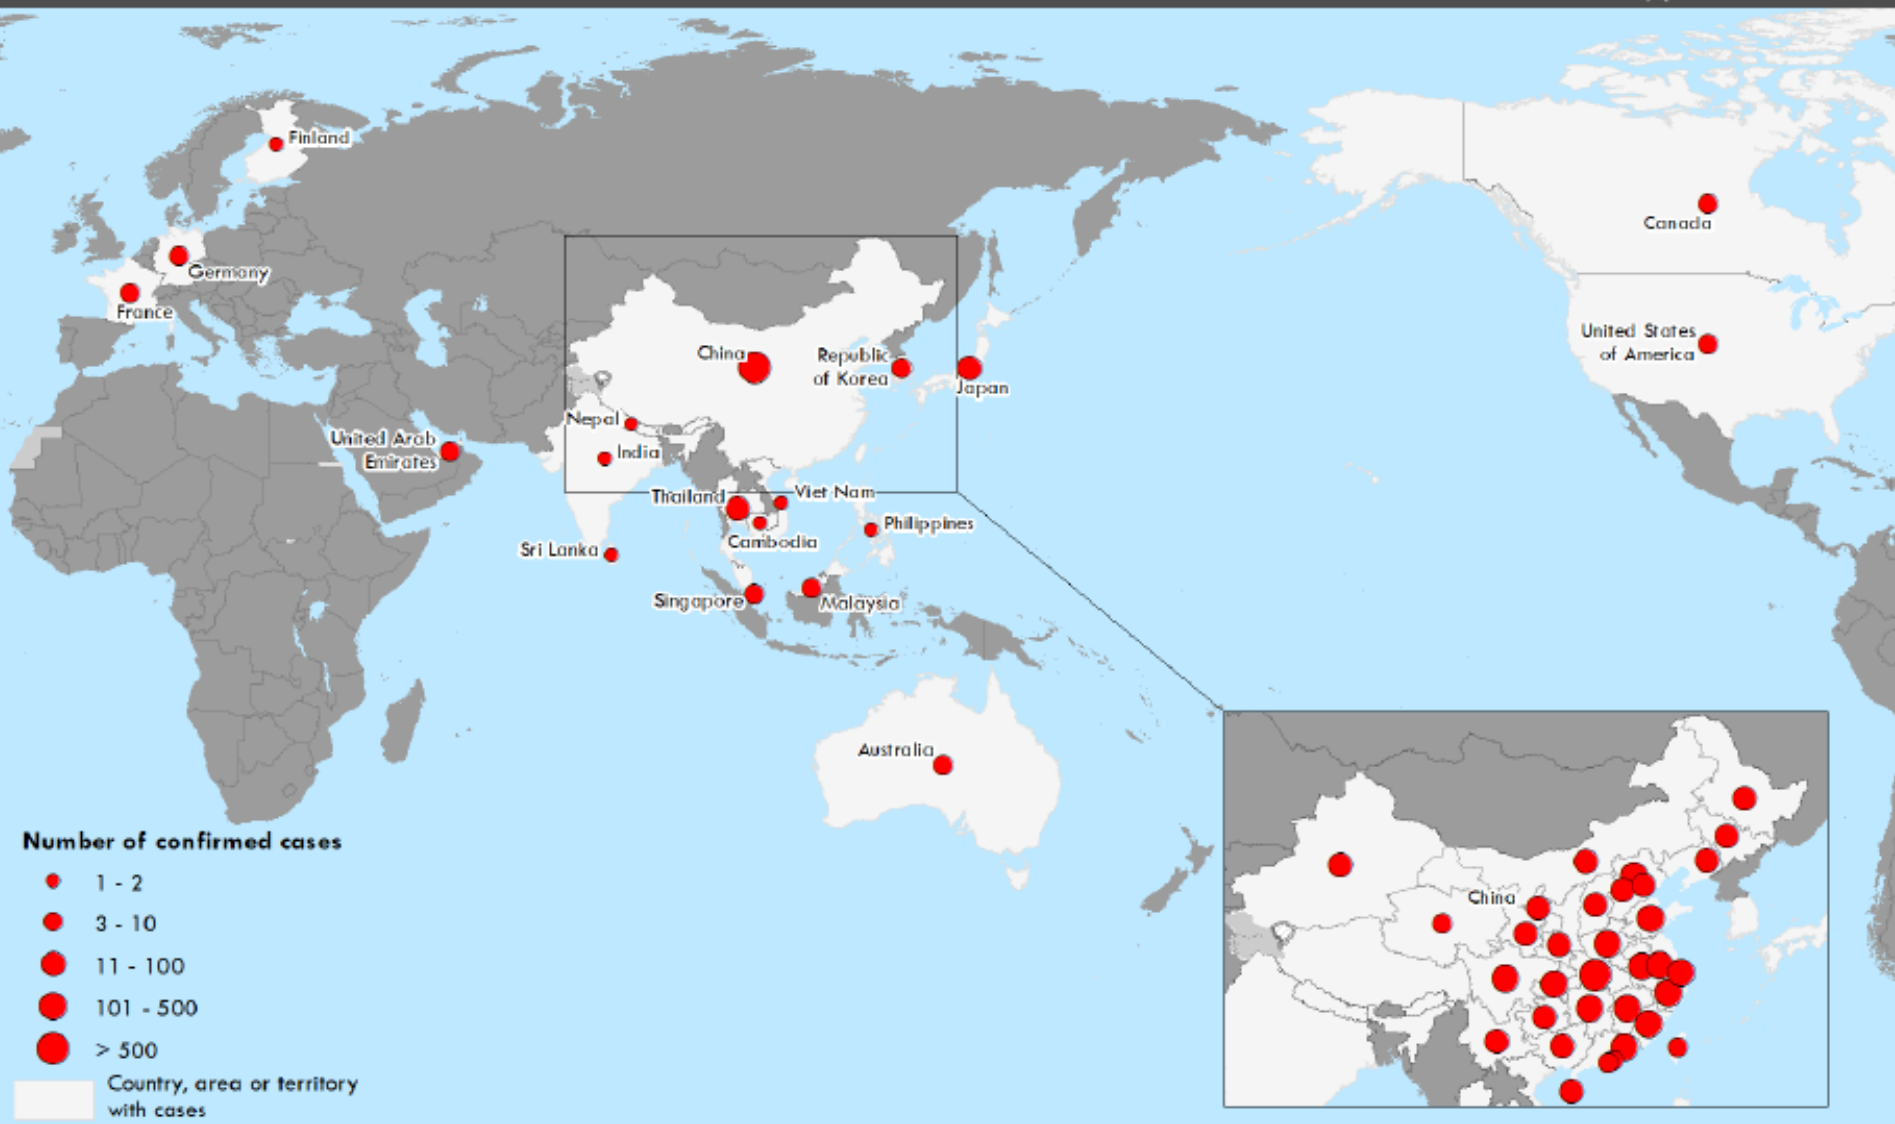 Finland
Canada
Germany
France
United States
of America
China
Republic
of Korea
Japan
Nepal
United Arab
Emirates
India
Thailand
Viet Nam
Philippines
Cambodia
Sri Lanka
Singapore
Malaysia
Australia
China
Number of confirmed cases
1 - 2
3 - 10
11 - 100
101 - 500
> 500
Country, area or territory
with cases